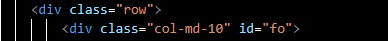 <div class="row">
<div class="col-md-10" id="fo">